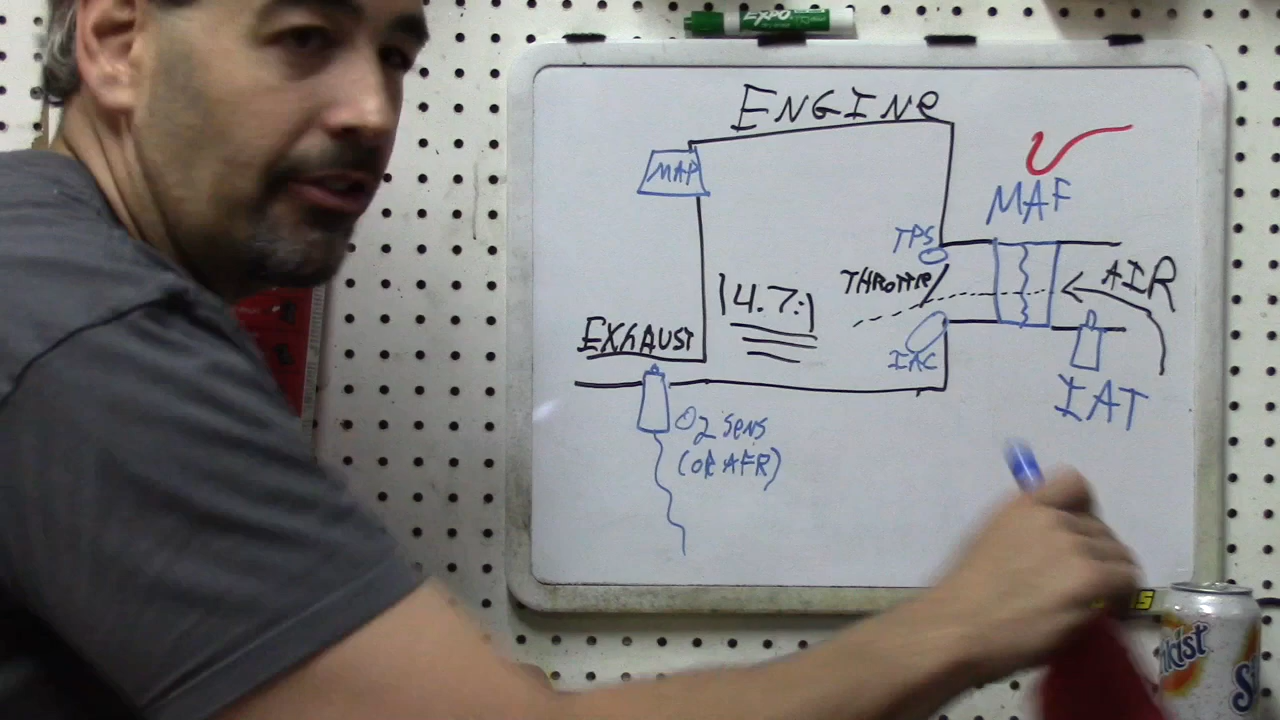 EXPO
ENGINE
MAP
MAF
TPS
THROTTLE
AIR
14.7:1
EXHAUST
IAC
IAT
O2 SENS
(OR AFR)